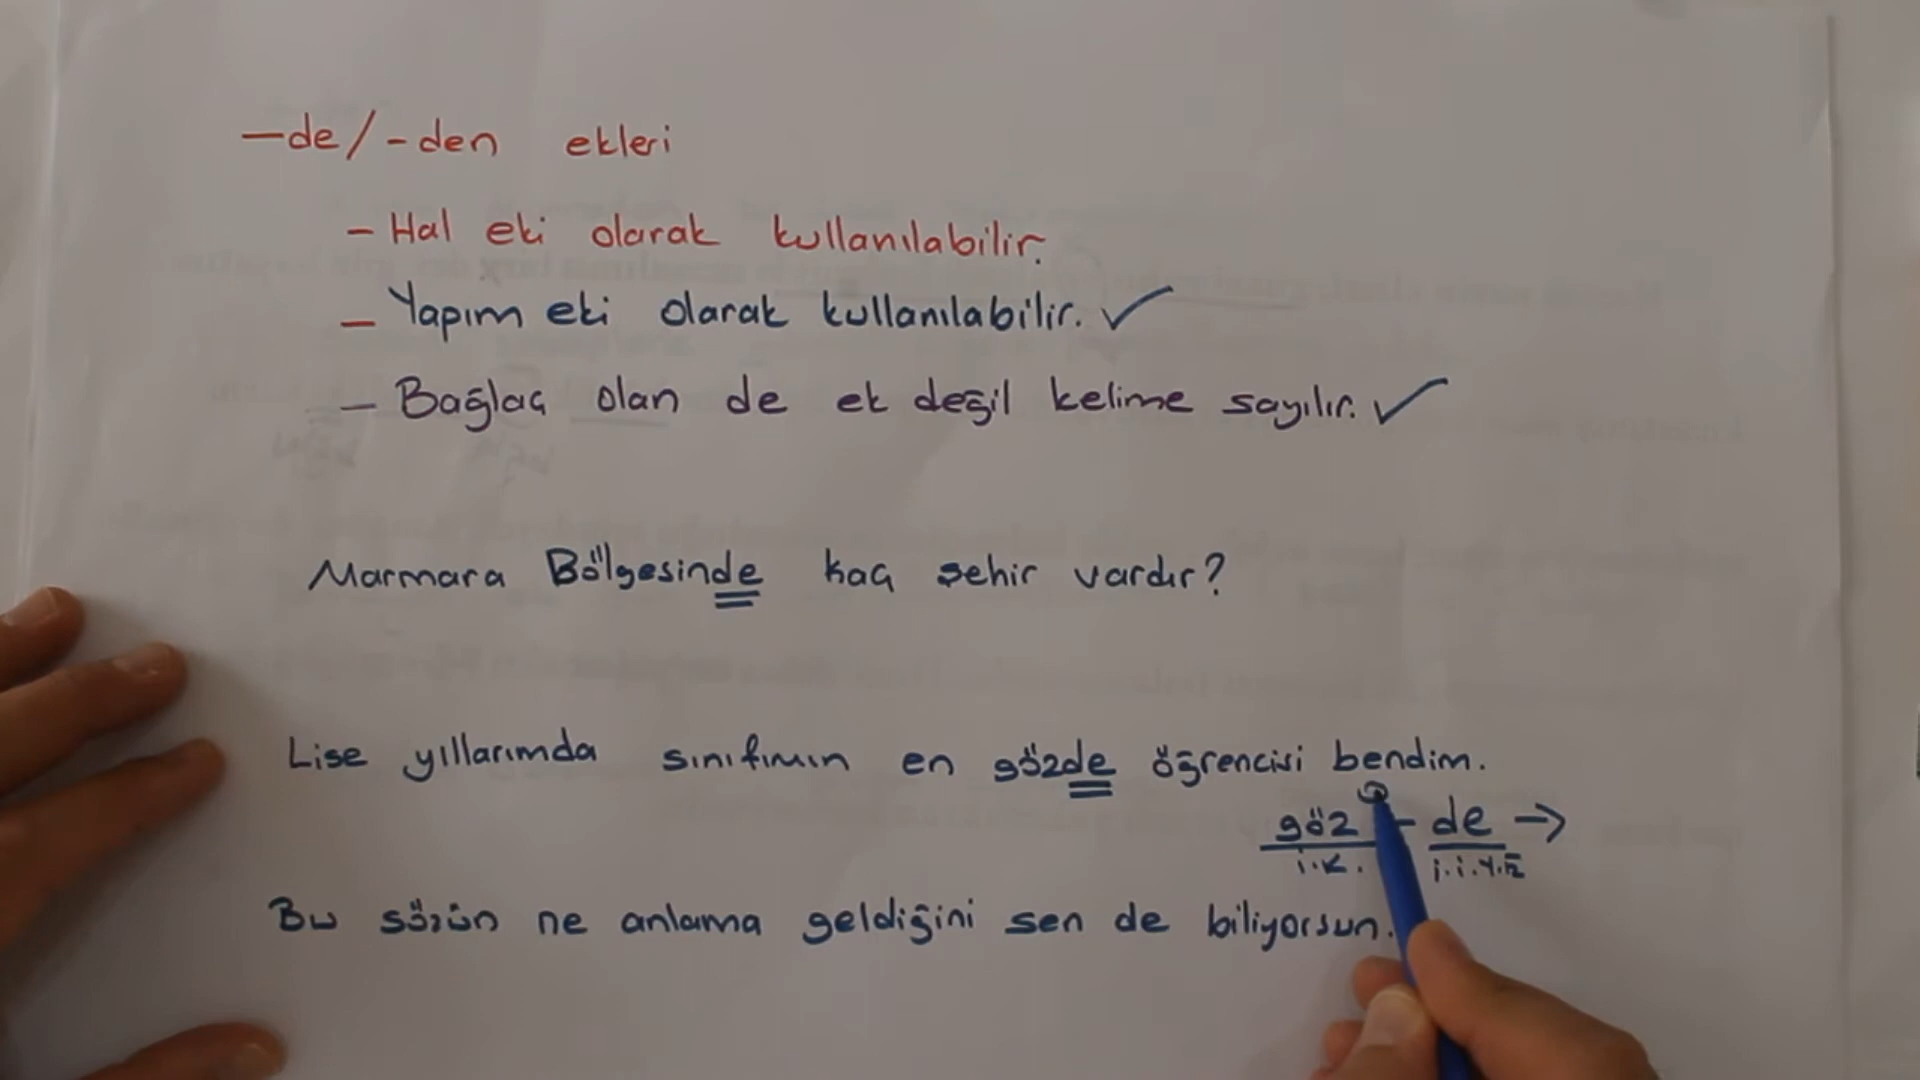 —de/-den ekleri
- Hal eki olarak kullanılabilir.
- Yapım eki olarak kullanılabilir. ✓
- Bağlaç olan de ek değil kelime sayılır. ✓
Marmara Bölgesinde kaç şehir vardır?
Lise yıllarımda sınıfımın en gözde öğrencisi bendim.
göz - de →
i.K. i.i.Y.E
Bu sözün ne anlama geldiğini sen de biliyorsun.